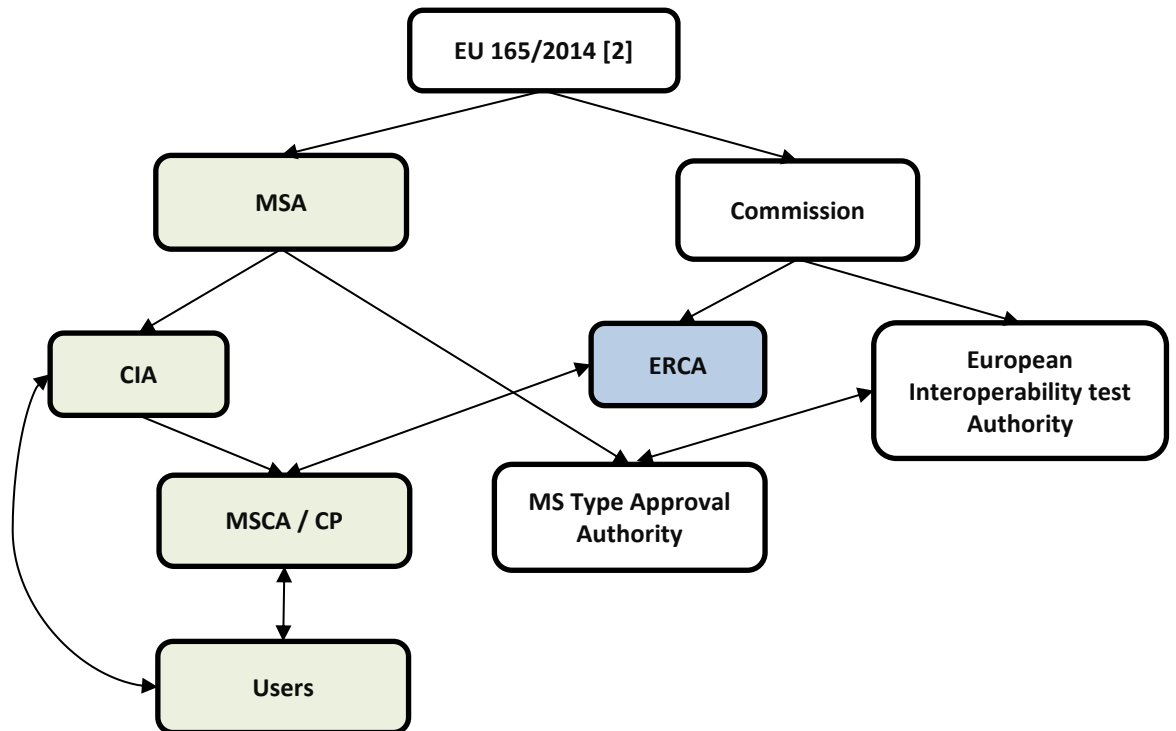 EU 165/2014 [2]
MSA
Commission
CIA
ERCA
European
Interoperability test
Authority
MSCA / CP
MS Type Approval
Authority
Users